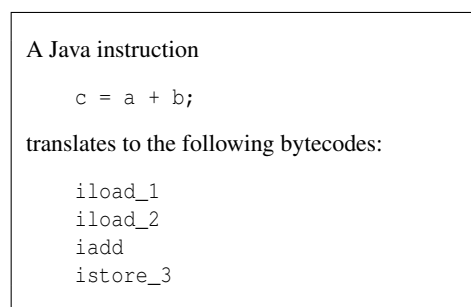 A Java instruction
c = a + b;
translates to the following bytecodes:
iload_1
iload_2
iadd
istore_3